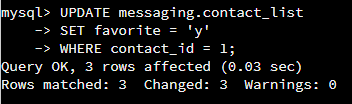 mysql> UPDATE messaging.contact_list
    -> SET favorite = 'y'
    -> WHERE contact_id = 1;
Query OK, 3 rows affected (0.03 sec)
Rows matched: 3  Changed: 3  Warnings: 0